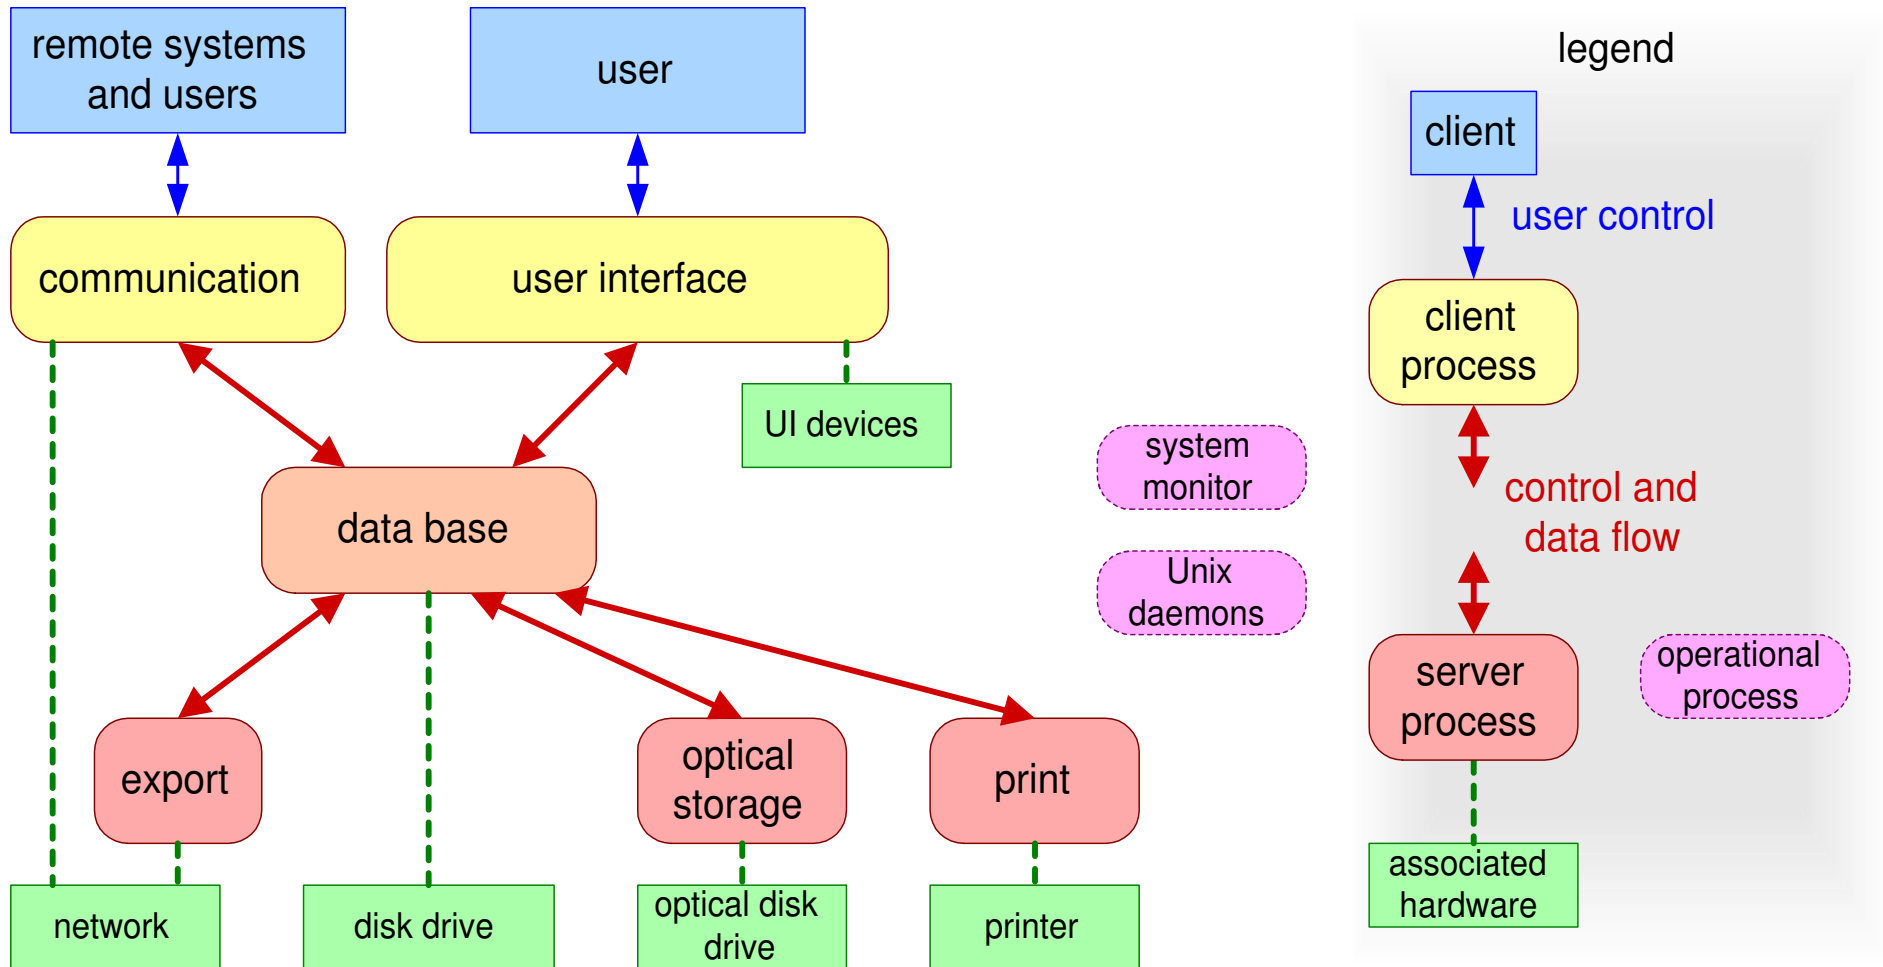 remote systems
and users
user
communication
user interface
UI devices
data base
system
monitor
Unix
daemons
export
optical
storage
print
network
disk drive
optical disk
drive
printer
legend
client
user control
client
process
control and
data flow
server
process
operational
process
associated
hardware